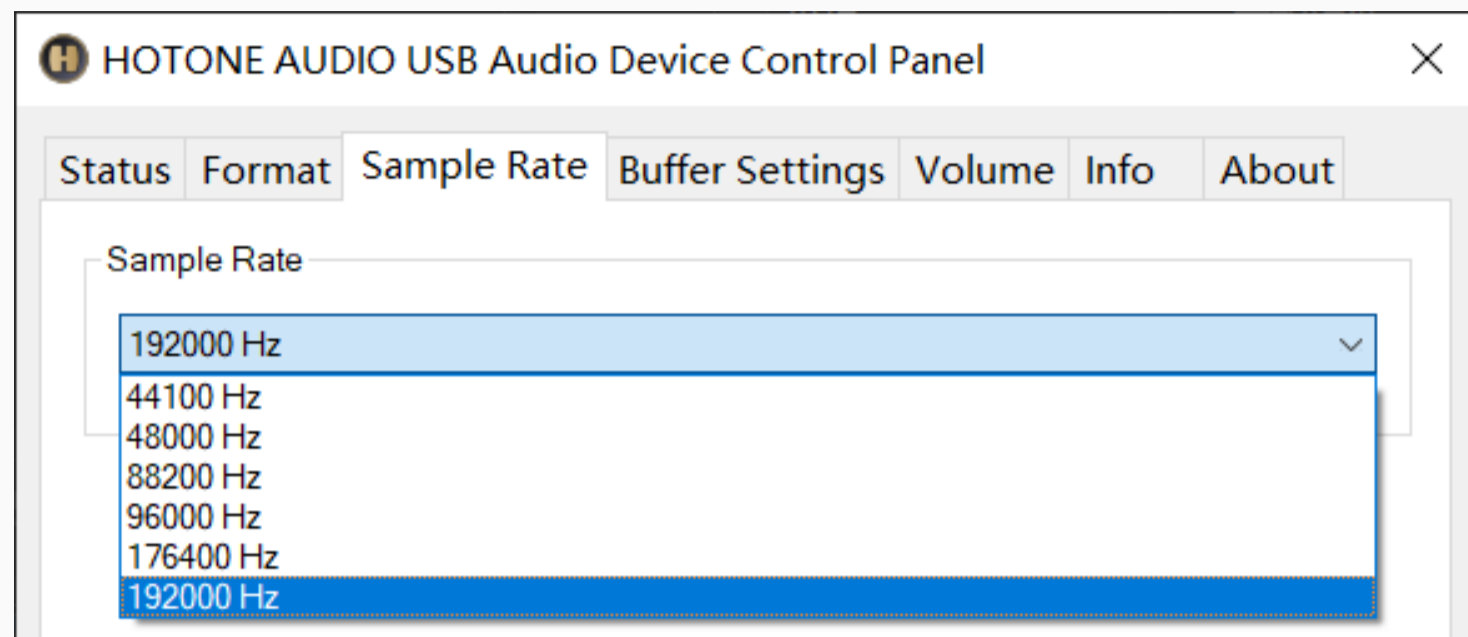 HOTONE AUDIO USB Audio Device Control Panel
Status Format Sample Rate Buffer Settings Volume Info About
Sample Rate
192000 Hz
44100 Hz
48000 Hz
88200 Hz
96000 Hz
176400 Hz
192000 Hz